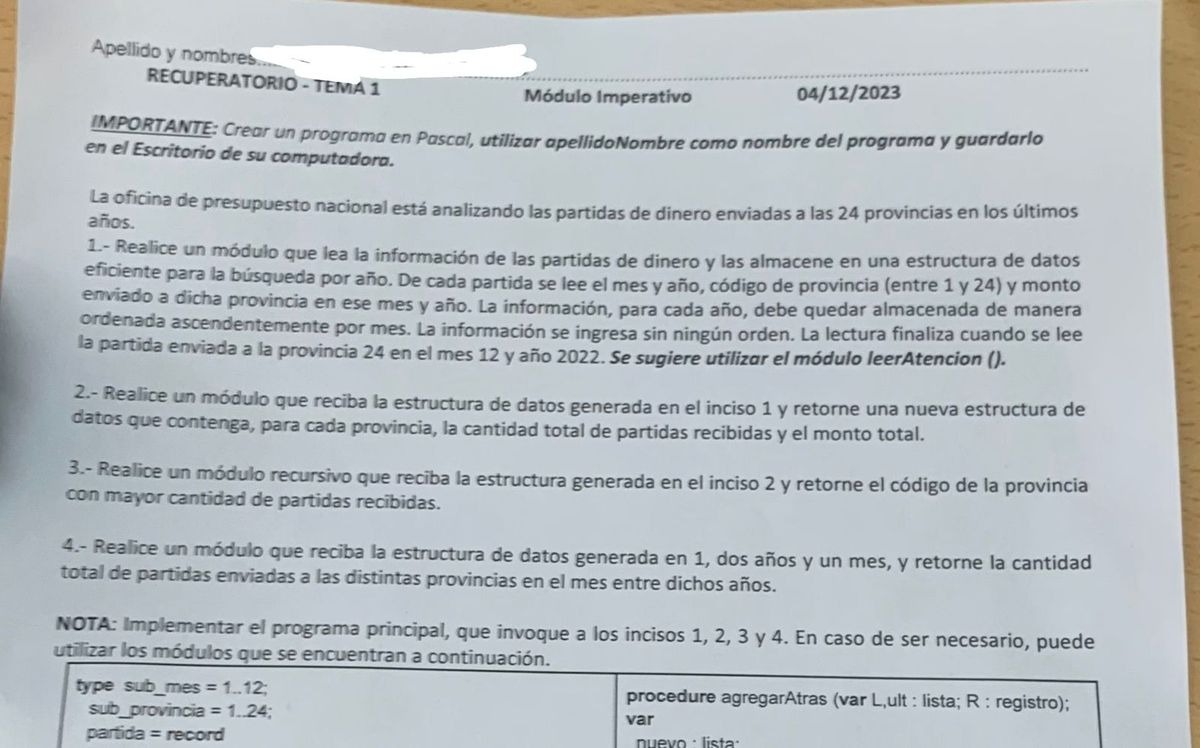 Apellido y nombres..............................
RECUPERATORIO - TEMA 1 Módulo Imperativo 04/12/2023
IMPORTANTE: Crear un programa en Pascal, utilizar apellidoNombre como nombre del programa y guardarlo
en el Escritorio de su computadora.
La oficina de presupuesto nacional está analizando las partidas de dinero enviadas a las 24 provincias en los últimos
años.
1.- Realice un módulo que lea la información de las partidas de dinero y las almacene en una estructura de datos
eficiente para la búsqueda por año. De cada partida se lee el mes y año, código de provincia (entre 1 y 24) y monto
enviado a dicha provincia en ese mes y año. La información, para cada año, debe quedar almacenada de manera
ordenada ascendentemente por mes. La información se ingresa sin ningún orden. La lectura finaliza cuando se lee
la partida enviada a la provincia 24 en el mes 12 y año 2022. Se sugiere utilizar el módulo leerAtencion ().
2.- Realice un módulo que reciba la estructura de datos generada en el inciso 1 y retorne una nueva estructura de
datos que contenga, para cada provincia, la cantidad total de partidas recibidas y el monto total.
3.- Realice un módulo recursivo que reciba la estructura generada en el inciso 2 y retorne el código de la provincia
con mayor cantidad de partidas recibidas.
4.- Realice un módulo que reciba la estructura de datos generada en 1, dos años y un mes, y retorne la cantidad
total de partidas enviadas a las distintas provincias en el mes entre dichos años.
NOTA: Implementar el programa principal, que invoque a los incisos 1, 2, 3 y 4. En caso de ser necesario, puede
utilizar los módulos que se encuentran a continuación.
type sub_mes = 1..12;
sub_provincia = 1..24;
partida = record
procedure agregarAtras (var L,ult : lista; R : registro);
var
nuevo : lista;